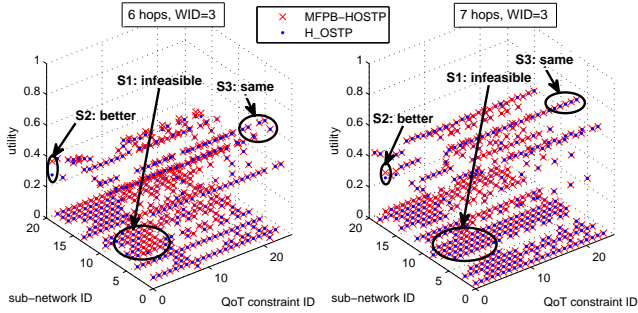 6 hops, WID=3
MFPB-HOSTP
H_OSTP
7 hops, WID=3
S1: infeasible
S3: same
S2: better
utility
1
0.8
0.6
0.4
0.2
0
20
15
10
5
0
0
10
20
sub-network ID
QoT constraint ID
S3: same
S1: infeasible
S2: better
utility
1
0.8
0.6
0.4
0.2
0
20
15
10
5
0
0
10
20
sub-network ID
QoT constraint ID